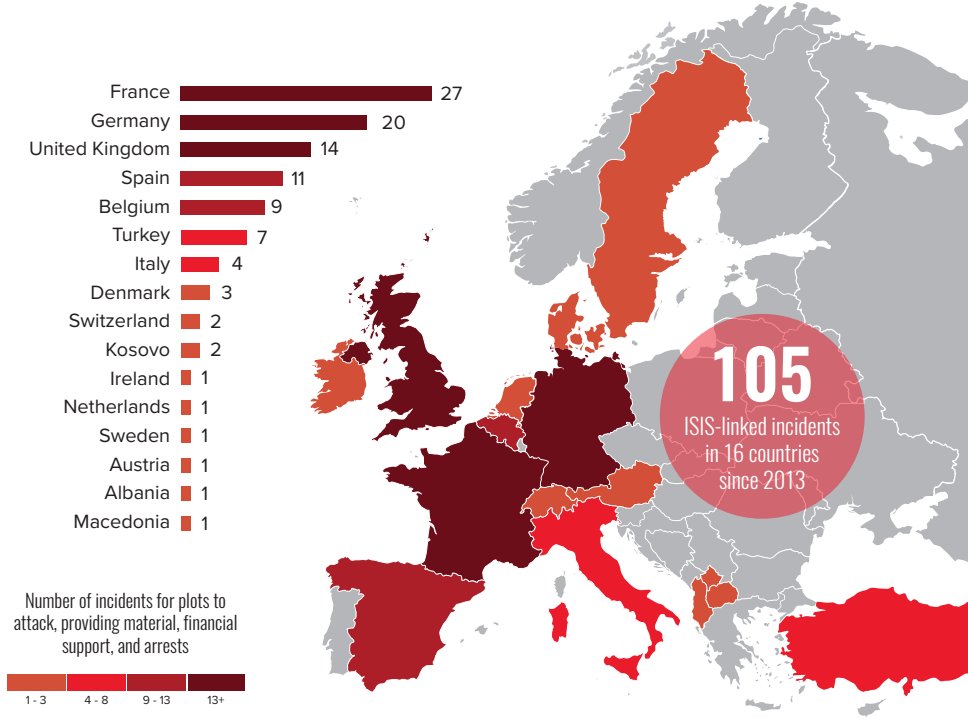 France 27
Germany 20
United Kingdom 14
Spain 11
Belgium 9
Turkey 7
Italy 4
Denmark 3
Switzerland 2
Kosovo 2
Ireland 1
Netherlands 1
Sweden 1
Austria 1
Albania 1
Macedonia 1
105
ISIS-linked incidents
in 16 countries
since 2013
Number of incidents for plots to
attack, providing material, financial
support, and arrests
1 - 3 4 - 8 9 - 13 13+